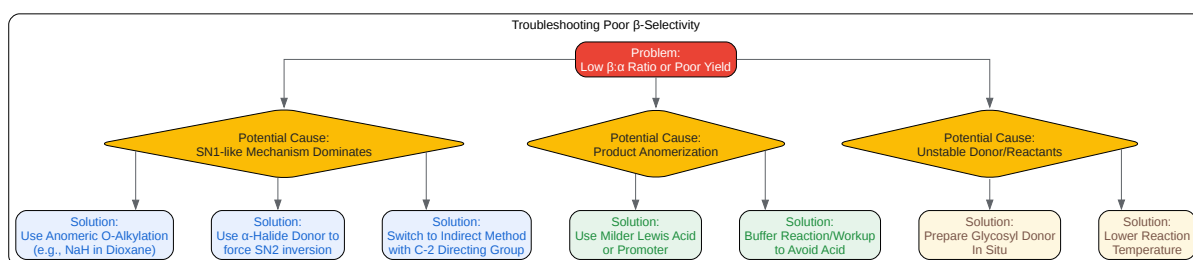 Troubleshooting Poor β-Selectivity
Problem:
Low β:α Ratio or Poor Yield
Potential Cause:
SN1-like Mechanism Dominates
Potential Cause:
Product Anomerization
Potential Cause:
Unstable Donor/Reactants
Solution:
Use Anomeric O-Alkylation
(e.g., NaH in Dioxane)
Solution:
Use α-Halide Donor to
force SN2 inversion
Solution:
Switch to Indirect Method
with C-2 Directing Group
Solution:
Use Milder Lewis Acid
or Promoter
Solution:
Buffer Reaction/Workup
to Avoid Acid
Solution:
Prepare Glycosyl Donor
In Situ
Solution:
Lower Reaction
Temperature